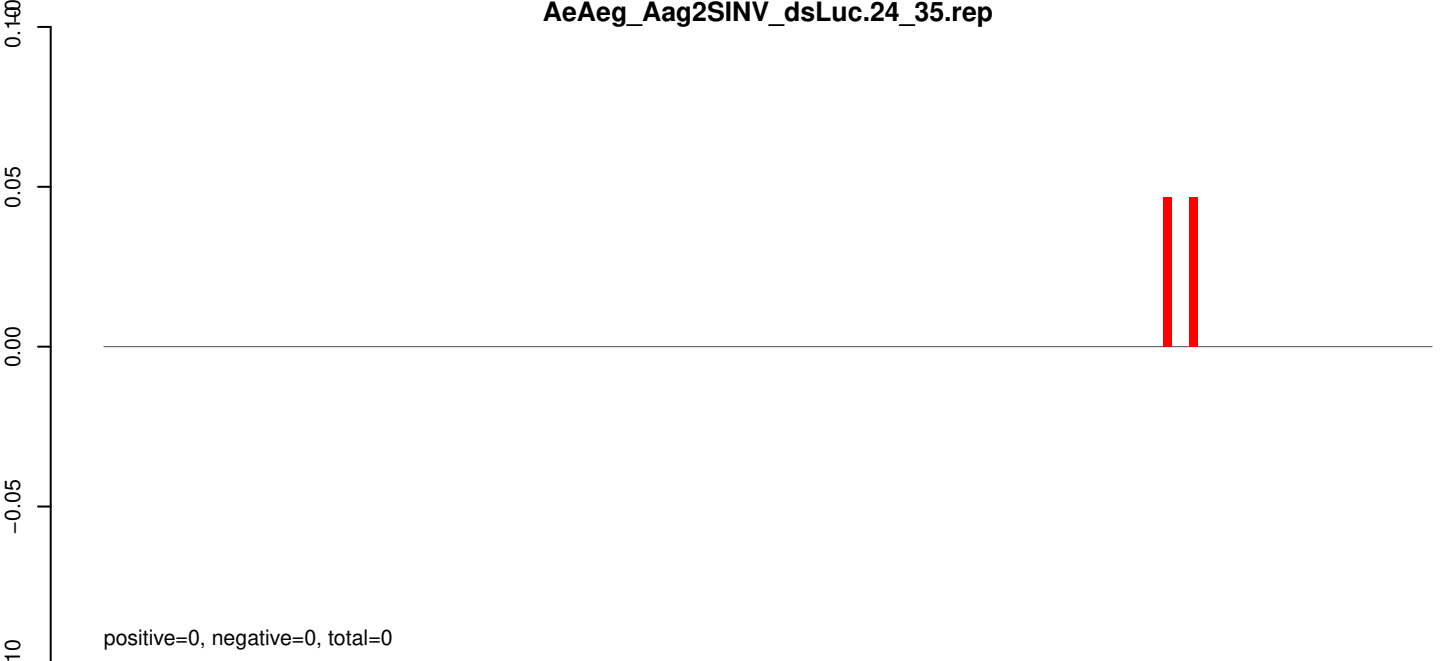 AeAeg_Aag2SINV_dsLuc.24_35.rep
0.05
0.00
−0.05
positive=0, negative=0, total=0